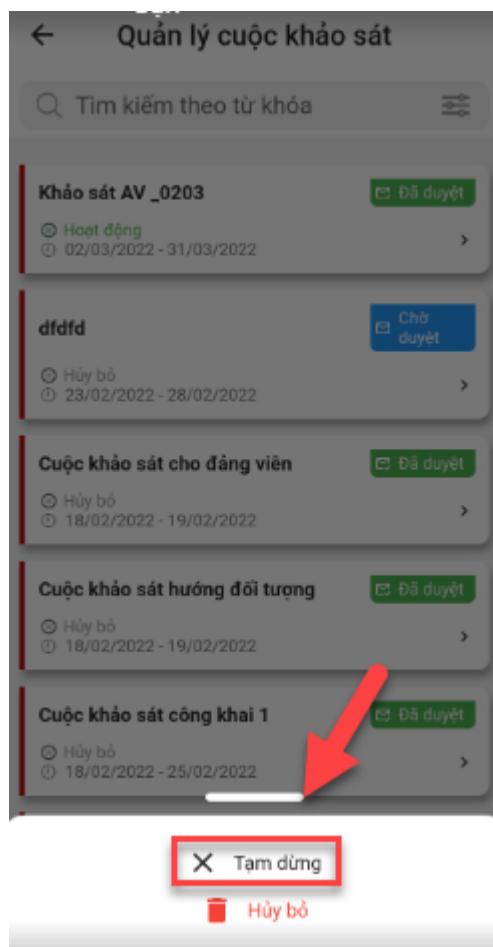 Quản lý cuộc khảo sát
Tìm kiếm theo từ khóa
Khảo sát AV _0203
Đã duyệt
Hoạt động
02/03/2022 - 31/03/2022
dfdfd
Chờ
duyệt
Hủy bỏ
23/02/2022 - 28/02/2022
Cuộc khảo sát cho đảng viên
Đã duyệt
Hủy bỏ
18/02/2022 - 19/02/2022
Cuộc khảo sát hướng đối tượng
Đã duyệt
Hủy bỏ
18/02/2022 - 19/02/2022
Cuộc khảo sát công khai 1
Đã duyệt
Hủy bỏ
18/02/2022 - 25/02/2022
Tạm dừng
Hủy bỏ